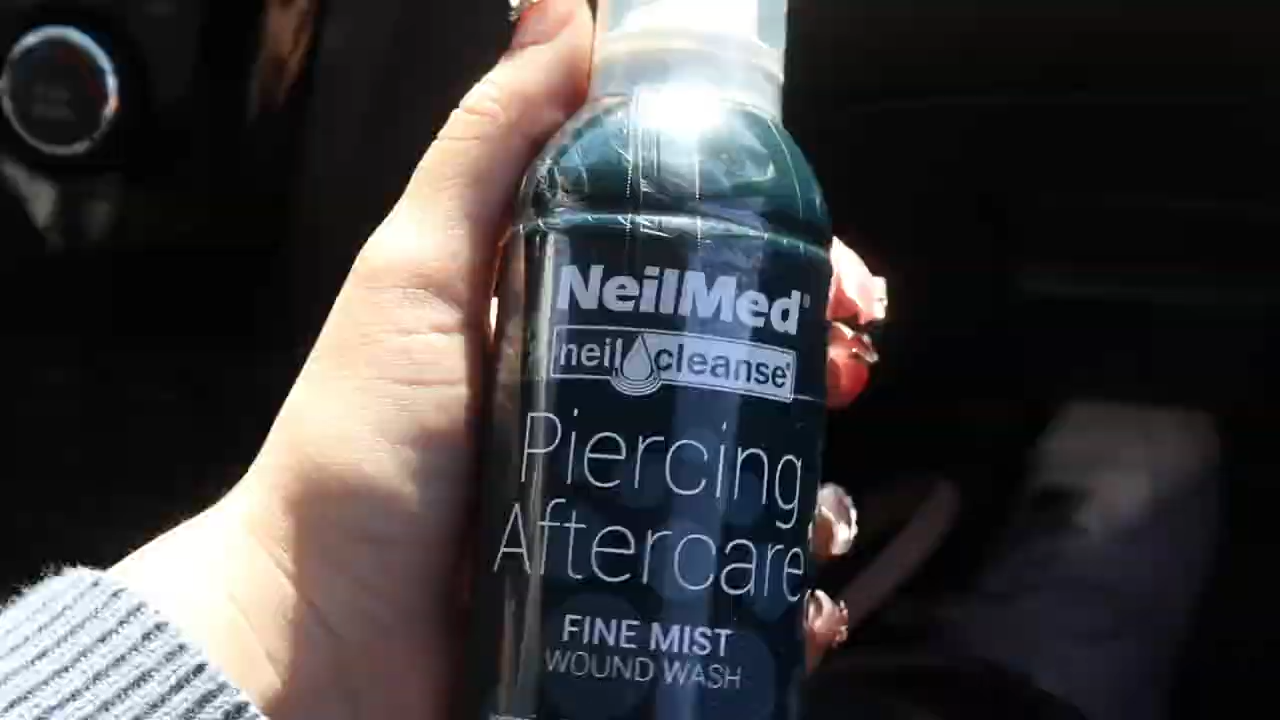 NeilMed®
neil cleanse®
Piercing
Aftercare
FINE MIST
WOUND WASH